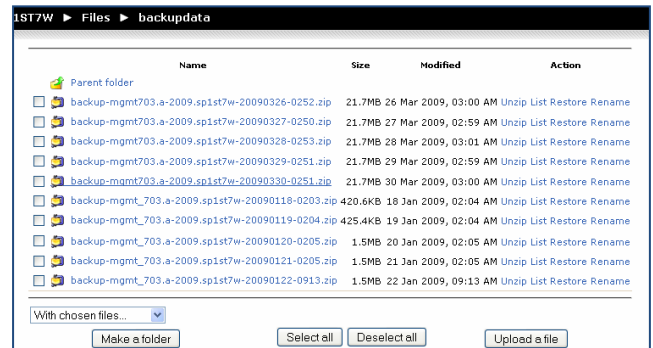 1ST7W ► Files ► backupdata
Name Size Modified Action
Parent folder
backup-mgmt703.a-2009.sp1st7w-20090326-0252.zip 21.7MB 26 Mar 2009, 03:00 AM Unzip List Restore Rename
backup-mgmt703.a-2009.sp1st7w-20090327-0250.zip 21.7MB 27 Mar 2009, 02:59 AM Unzip List Restore Rename
backup-mgmt703.a-2009.sp1st7w-20090328-0253.zip 21.7MB 28 Mar 2009, 03:01 AM Unzip List Restore Rename
backup-mgmt703.a-2009.sp1st7w-20090329-0251.zip 21.7MB 29 Mar 2009, 02:59 AM Unzip List Restore Rename
backup-mgmt703.a-2009.sp1st7w-20090330-0251.zip 21.7MB 30 Mar 2009, 03:00 AM Unzip List Restore Rename
backup-mgmt_703.a-2009.sp1st7w-20090118-0203.zip 420.6KB 18 Jan 2009, 02:04 AM Unzip List Restore Rename
backup-mgmt_703.a-2009.sp1st7w-20090119-0204.zip 425.4KB 19 Jan 2009, 02:04 AM Unzip List Restore Rename
backup-mgmt_703.a-2009.sp1st7w-20090120-0205.zip 1.5MB 20 Jan 2009, 02:05 AM Unzip List Restore Rename
backup-mgmt_703.a-2009.sp1st7w-20090121-0205.zip 1.5MB 21 Jan 2009, 02:05 AM Unzip List Restore Rename
backup-mgmt_703.a-2009.sp1st7w-20090122-0913.zip 1.5MB 22 Jan 2009, 09:13 AM Unzip List Restore Rename
With chosen files...
Make a folder Select all Deselect all Upload a file